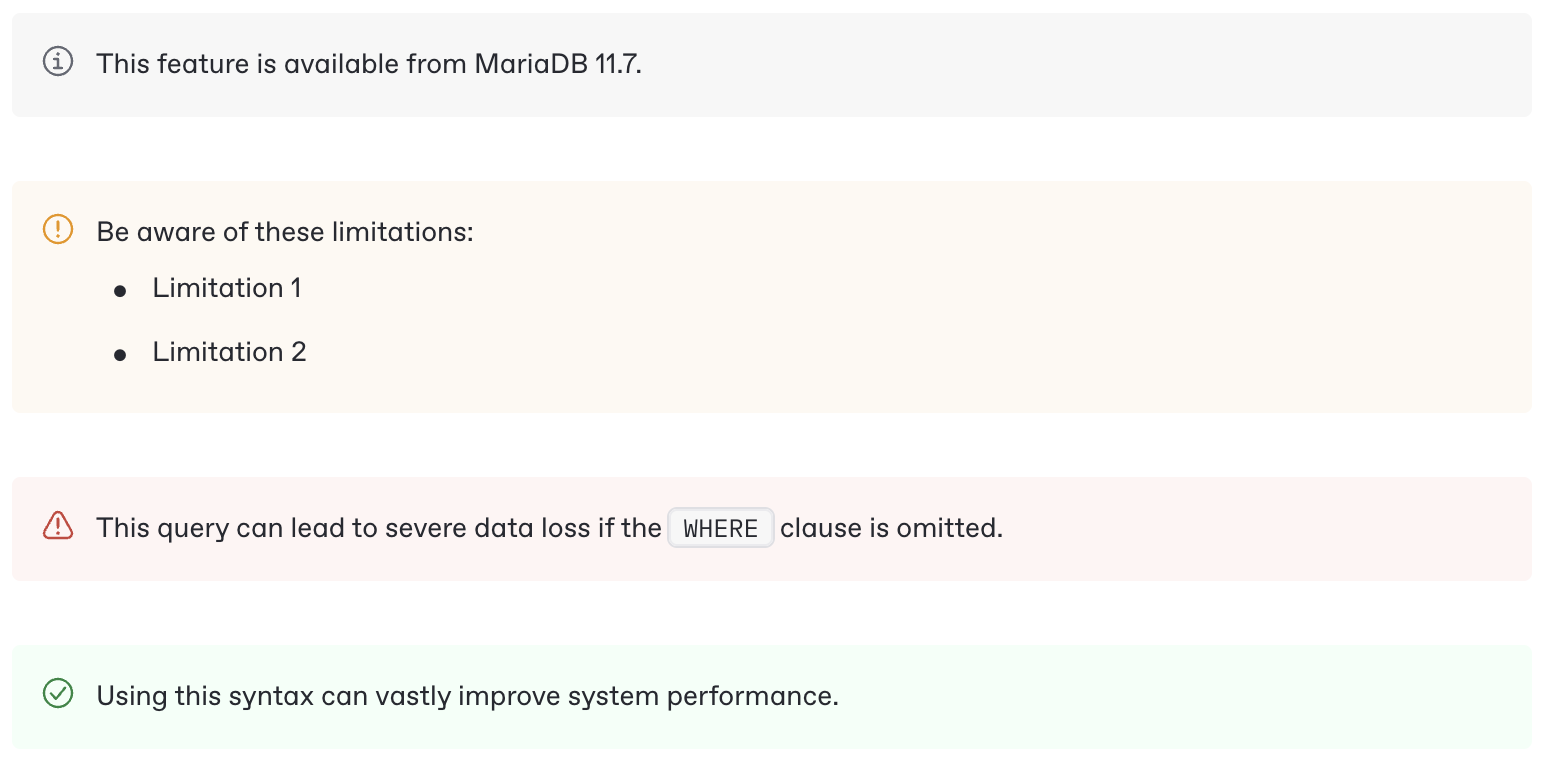 This feature is available from MariaDB 11.7.
Be aware of these limitations:
● Limitation 1
● Limitation 2
This query can lead to severe data loss if the WHERE clause is omitted.
Using this syntax can vastly improve system performance.